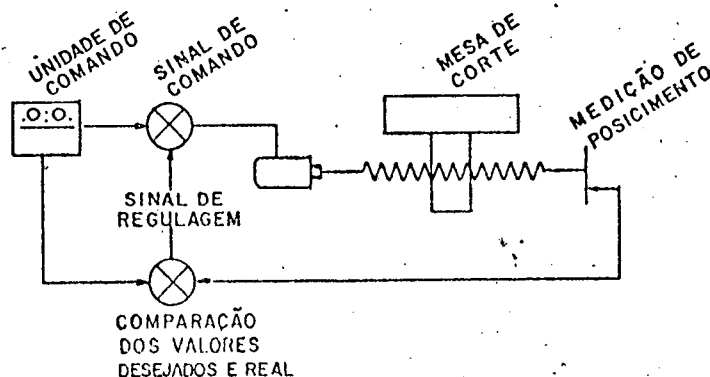 UNIDADE DE
COMANDO
SINAL DE
COMANDO
MESA DE
CORTE
MEDIÇÃO DE
POSICIMENTO
.O:O.
SINAL DE
REGULAGEM
COMPARAÇÃO
DOS VALORES
DESEJADOS E REAL